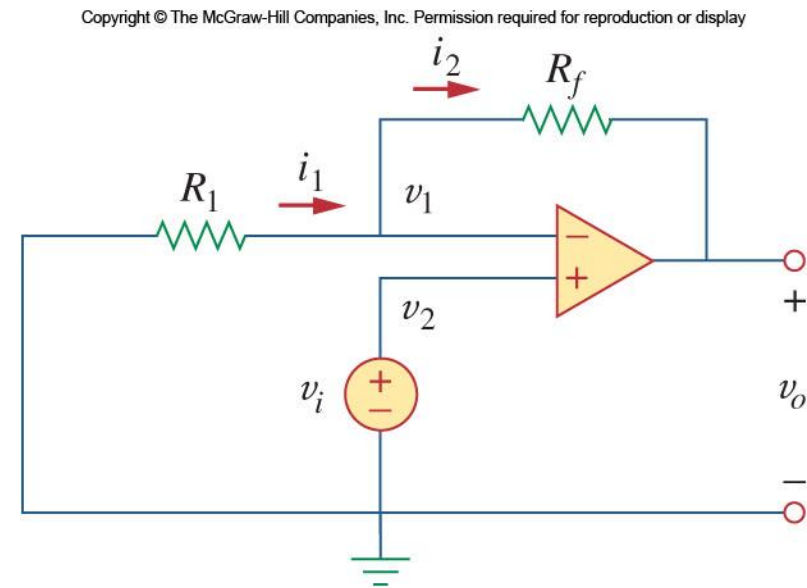 Copyright © The McGraw-Hill Companies, Inc. Permission required for reproduction or display
i₂
R_f
i₁
R₁
v₁
−
+
v₂
+
vᵢ
+
−
vₒ
−